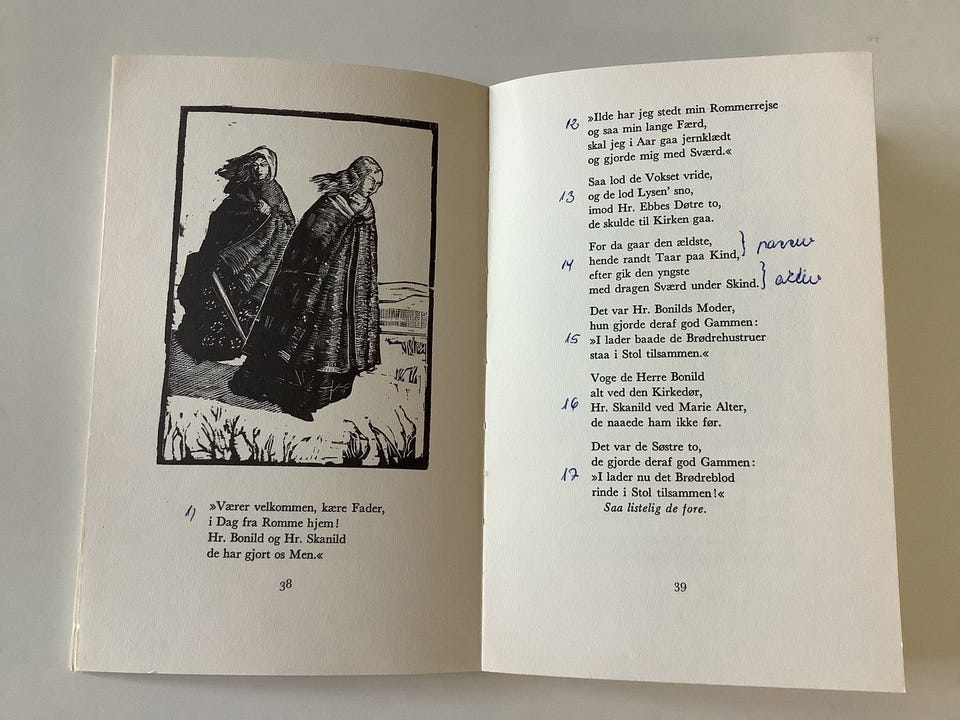 11 »Værer velkommen, kære Fader,
i Dag fra Romme hjem!
Hr. Bonild og Hr. Skanild
de har gjort os Men.«
38
12 »Ilde har jeg stedt min Rommerrejse
og saa min lange Færd,
skal jeg i Aar gaa jernklædt
og gjorde mig med Sværd.«
13 Saa lod de Vokset vride,
og de lod Lysen' sno,
imod Hr. Ebbes Døtre to,
de skulde til Kirken gaa.
14 For da gaar den ældste,
hende randt Taar paa Kind, } passiv
efter gik den yngste
med dragen Sværd under Skind. } aktiv
15 Det var Hr. Bonilds Moder,
hun gjorde deraf god Gammen:
»I lader baade de Brødrehustruer
staa i Stol tilsammen.«
16 Voge de Herre Bonild
alt ved den Kirkedør,
Hr. Skanild ved Marie Alter,
de naaede ham ikke før.
17 Det var de Søstre to,
de gjorde deraf god Gammen:
»I lader nu det Brødreblod
rinde i Stol tilsammen!«
Saa listelig de fore.
39